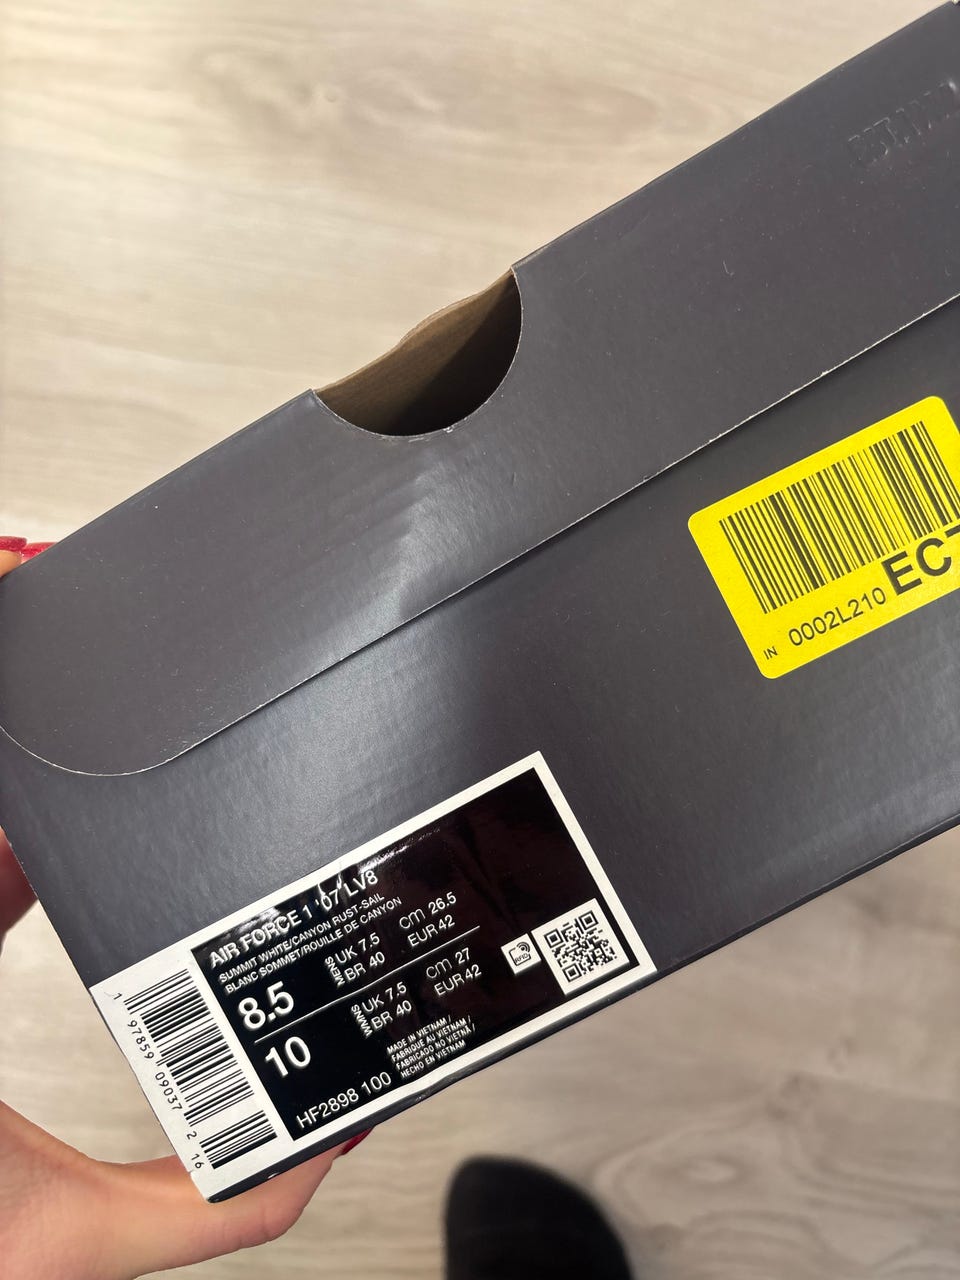 IN 0002L210 ECT
AIR FORCE 1 '07 LV8
SUMMIT WHITE/CANYON RUST-SAIL
BLANC SOMMET/ROUILLE DE CANYON
8.5
MENS
UK 7.5 CM 26.5
BR 40 EUR 42
10
WMNS
UK 7.5 CM 27
BR 40 EUR 42
MADE IN VIETNAM /
FABRIQUE AU VIETNAM /
FABRICADO NO VIETNÃ /
HECHO EN VIETNAM
HF2898 100
RFID
1 97859 09037 2 16